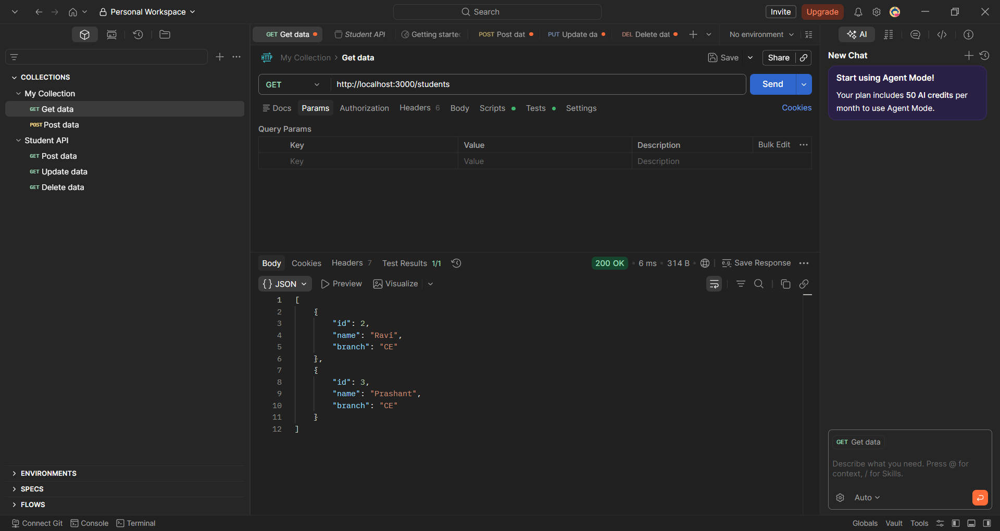 Personal Workspace
Search
Invite
Upgrade
GET Get data
Student API
Getting starte
POST Post dat
PUT Update da
DEL Delete dat
No environment
AI
My Collection > Get data
Save
Share
New Chat
COLLECTIONS
My Collection
GET Get data
POST Post data
Student API
GET Post data
GET Update data
GET Delete data
HTTP
GET
http://localhost:3000/students
Send
Start using Agent Mode!
Your plan includes 50 AI credits per
month to use Agent Mode.
Docs
Params
Authorization
Headers 6
Body
Scripts
Tests
Settings
Cookies
Query Params
Key
Value
Description
Bulk Edit
Key
Value
Description
Body
Cookies
Headers 7
Test Results 1/1
200 OK
6 ms
314 B
e.g. Save Response
{} JSON
Preview
Visualize
1 [
2 {
3 "id": 2,
4 "name": "Ravi",
5 "branch": "CE"
6 },
7 {
8 "id": 3,
9 "name": "Prashant",
10 "branch": "CE"
11 }
12 ]
GET Get data
Describe what you need. Press @ for
context, / for Skills.
Auto
ENVIRONMENTS
SPECS
FLOWS
Connect Git
Console
Terminal
Globals
Vault
Tools